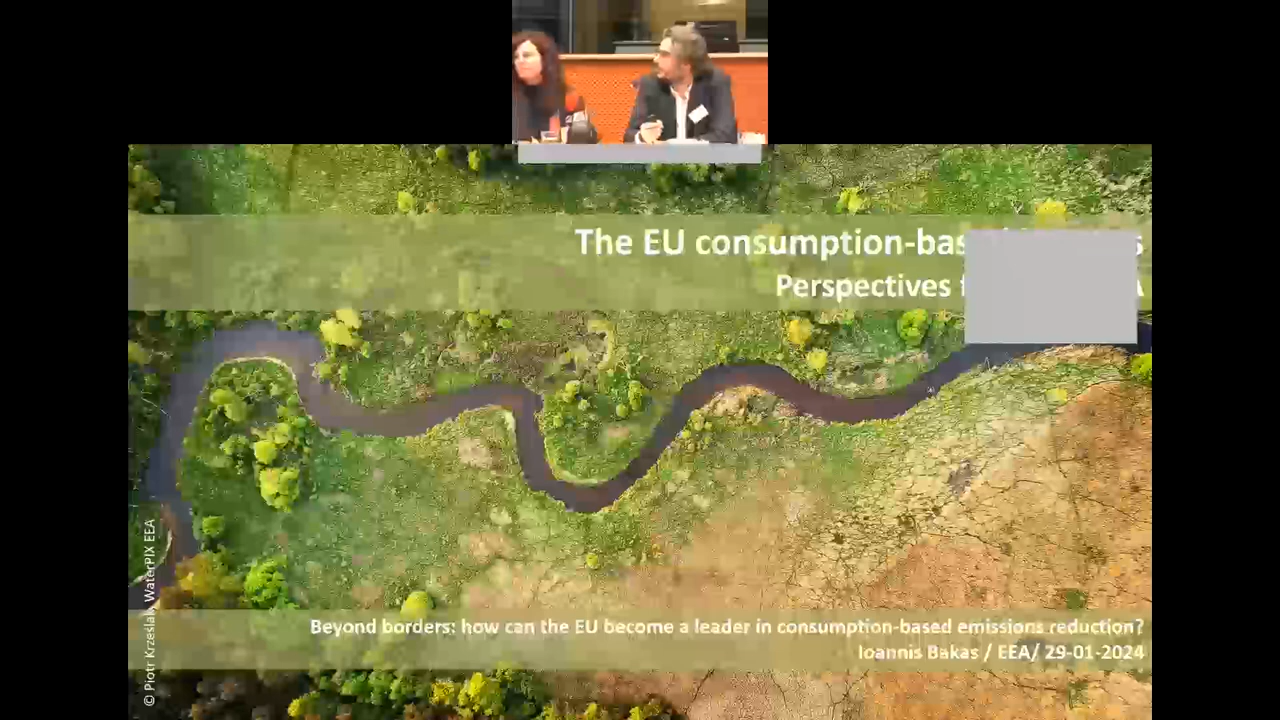 The EU consumption-based
Perspectives
Beyond borders: how can the EU become a leader in consumption-based emissions reduction?
Ioannis Bakas / EEA/ 29-01-2024
© Piotr Krzeslak, WaterPIX EEA